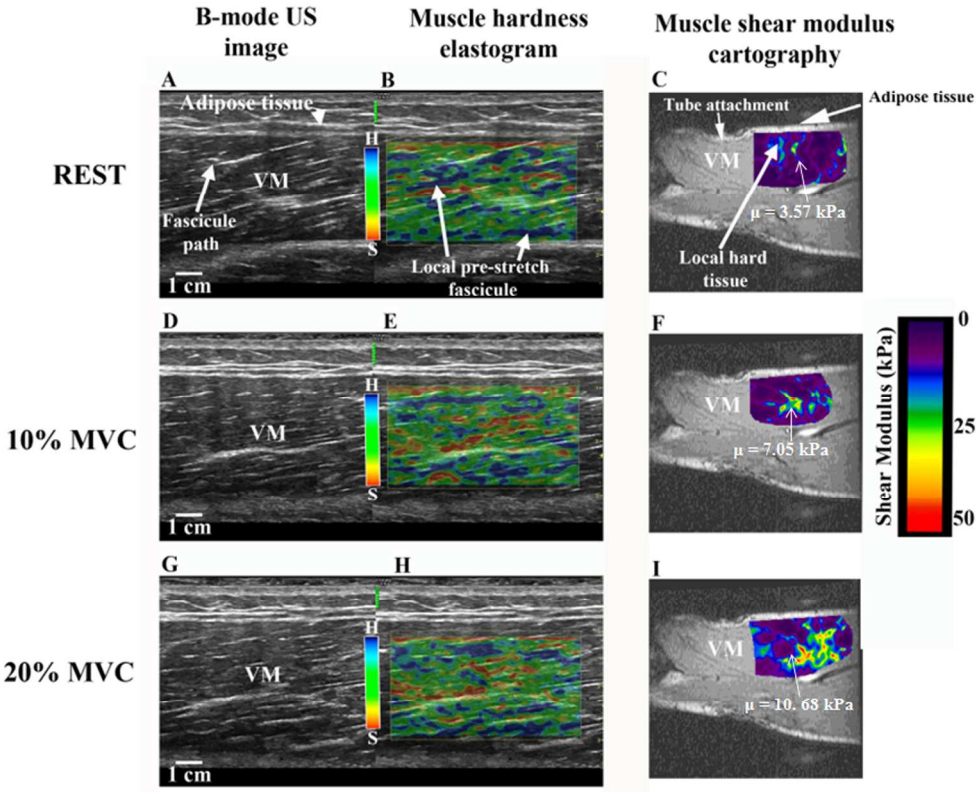 B-mode US
image
Muscle hardness
elastogram
Muscle shear modulus
cartography
A
B
C
REST
Adipose tissue
VM
Fascicule
path
1 cm
H
S
Local pre-stretch
fascicule
Tube attachment
Adipose tissue
VM
μ = 3.57 kPa
Local hard
tissue
D
E
F
10% MVC
VM
1 cm
H
S
VM
μ = 7.05 kPa
Shear Modulus (kPa)
0
25
50
G
H
I
20% MVC
VM
1 cm
H
S
VM
μ = 10. 68 kPa